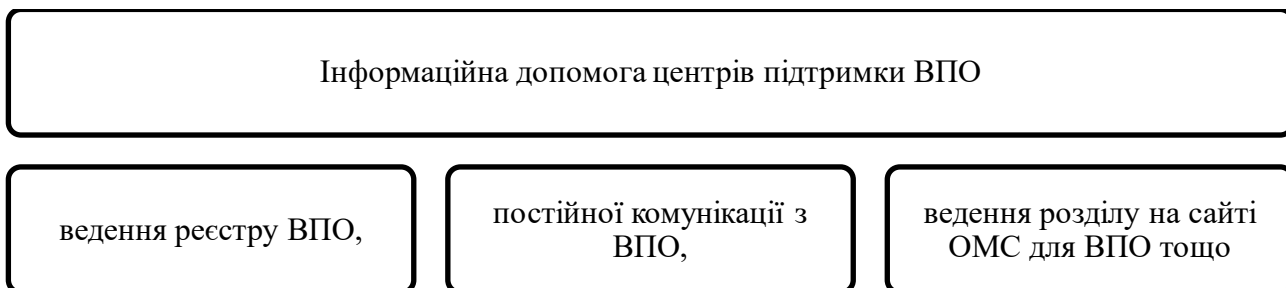 Інформаційна допомога центрів підтримки ВПО
ведення реєстру ВПО,
постійної комунікації з
ВПО,
ведення розділу на сайті
ОМС для ВПО тощо